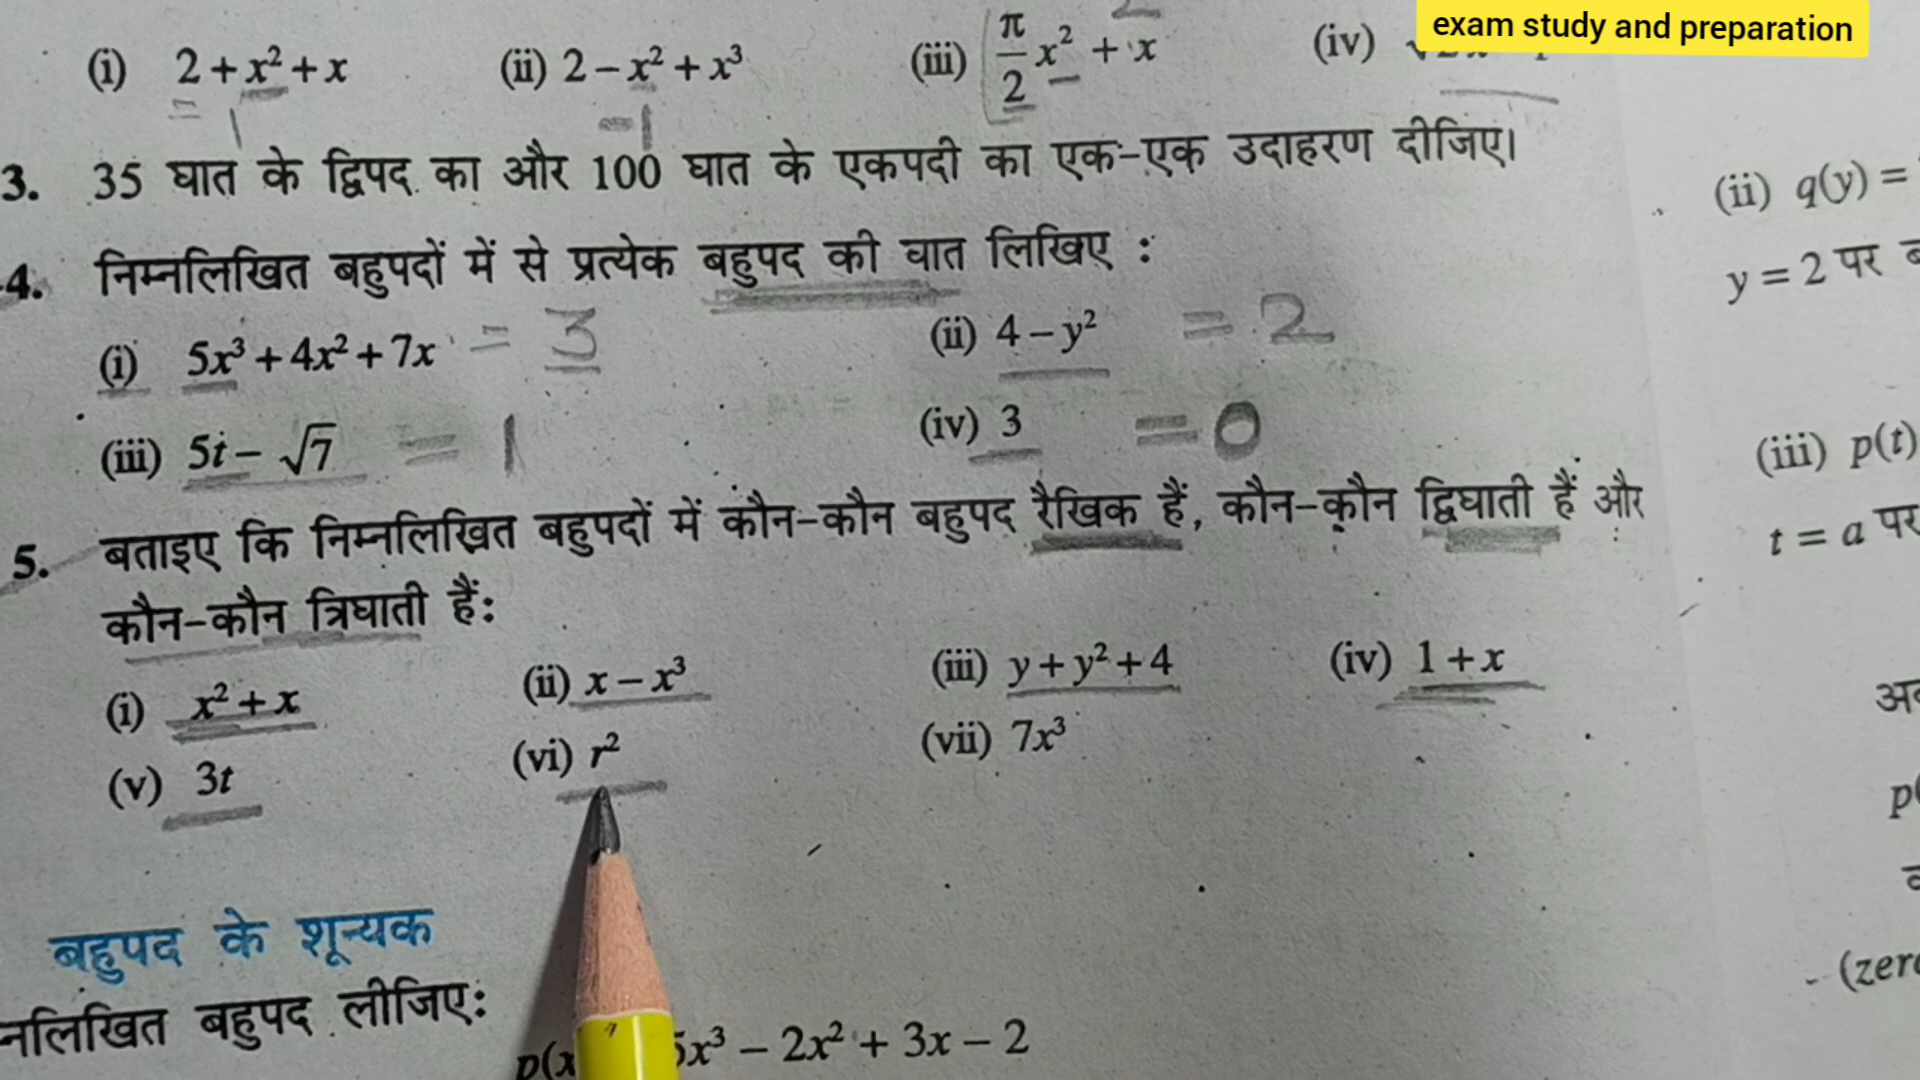 exam study and preparation
(i) 2 + x² + x (ii) 2 – x² + x³ (iii) π/2 x² + x (iv)
1 -1
3. 35 घात के द्विपद का और 100 घात के एकपदी का एक-एक उदाहरण दीजिए।
4. निम्नलिखित बहुपदों में से प्रत्येक बहुपद की घात लिखिए :
(i) 5x³ + 4x² + 7x = 3 (ii) 4 – y² = 2
(iii) 5t – √7 = 1 (iv) 3 = 0
5. बताइए कि निम्नलिखित बहुपदों में कौन-कौन बहुपद रैखिक हैं, कौन-कौन द्विघाती हैं और
कौन-कौन त्रिघाती हैं:
(i) x² + x (ii) x – x³ (iii) y + y² + 4 (iv) 1 + x
(v) 3t (vi) r² (vii) 7x³
बहुपद के शून्यक
नलिखित बहुपद लीजिए:
p(x 5x³ – 2x² + 3x – 2
(ii) q(y) =
y = 2 पर
(iii) p(t)
t = a पर
अ
p(
(zero